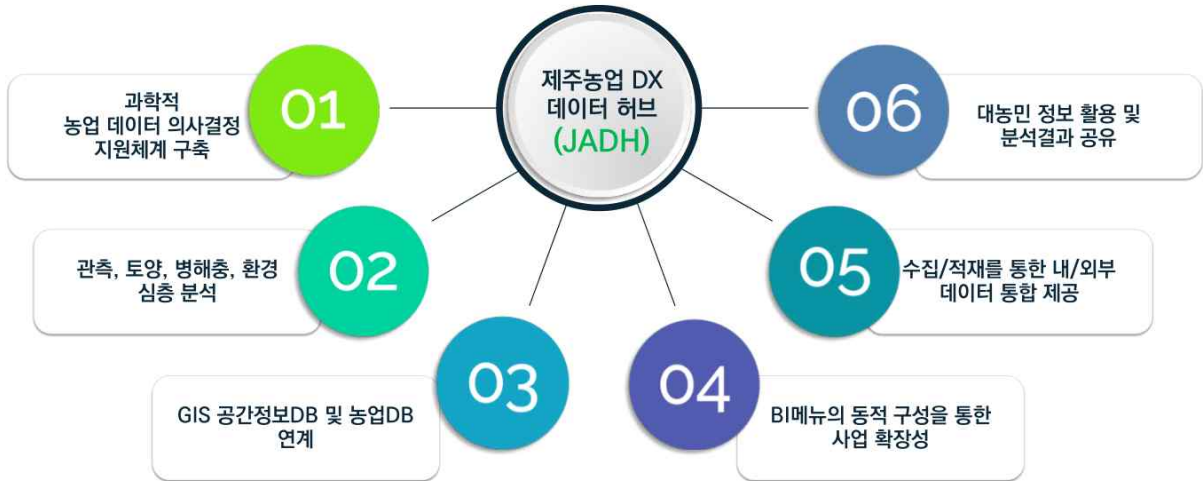 제주농업 DX
데이터 허브
(JADH)
01
과학적
농업 데이터 의사결정
지원체계 구축
02
관측, 토양, 병해충, 환경
심층 분석
03
GIS 공간정보DB 및 농업DB
연계
04
BI메뉴의 동적 구성을 통한
사업 확장성
05
수집/적재를 통한 내/외부
데이터 통합 제공
06
대농민 정보 활용 및
분석결과 공유